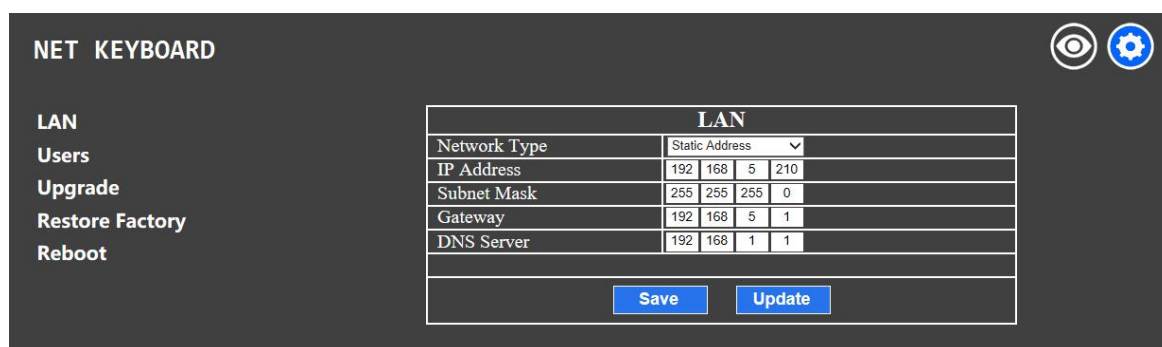 NET KEYBOARD
LAN
Users
Upgrade
Restore Factory
Reboot
LAN
Network Type Static Address
IP Address 192 168 5 210
Subnet Mask 255 255 255 0
Gateway 192 168 5 1
DNS Server 192 168 1 1
Save Update